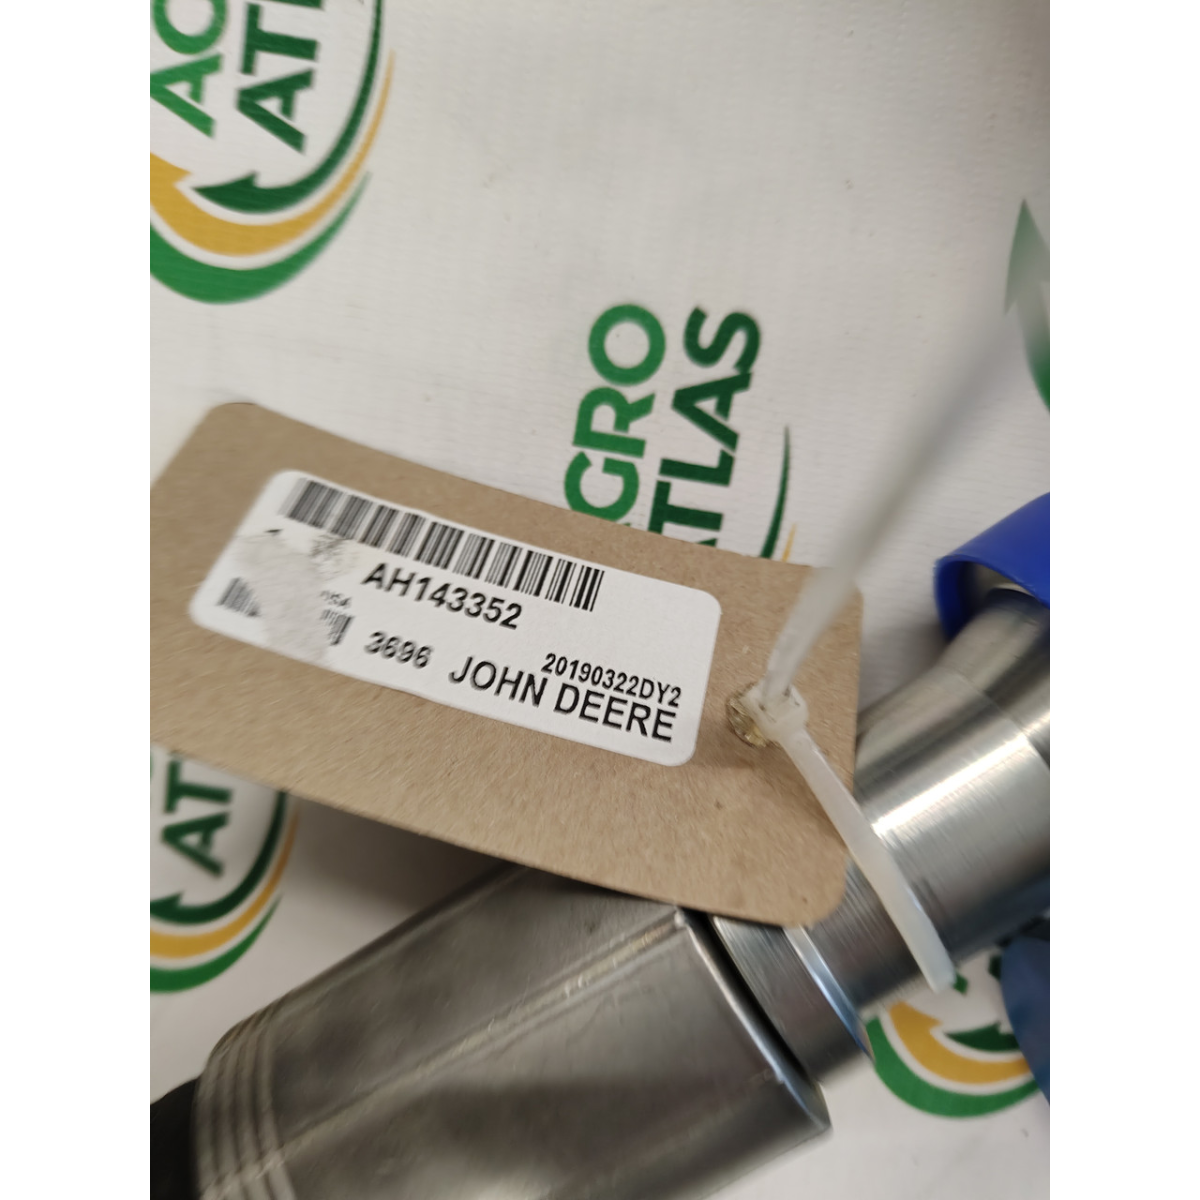 AGRO
ATLAS
AH143352
3696
20190322DY2
JOHN DEERE